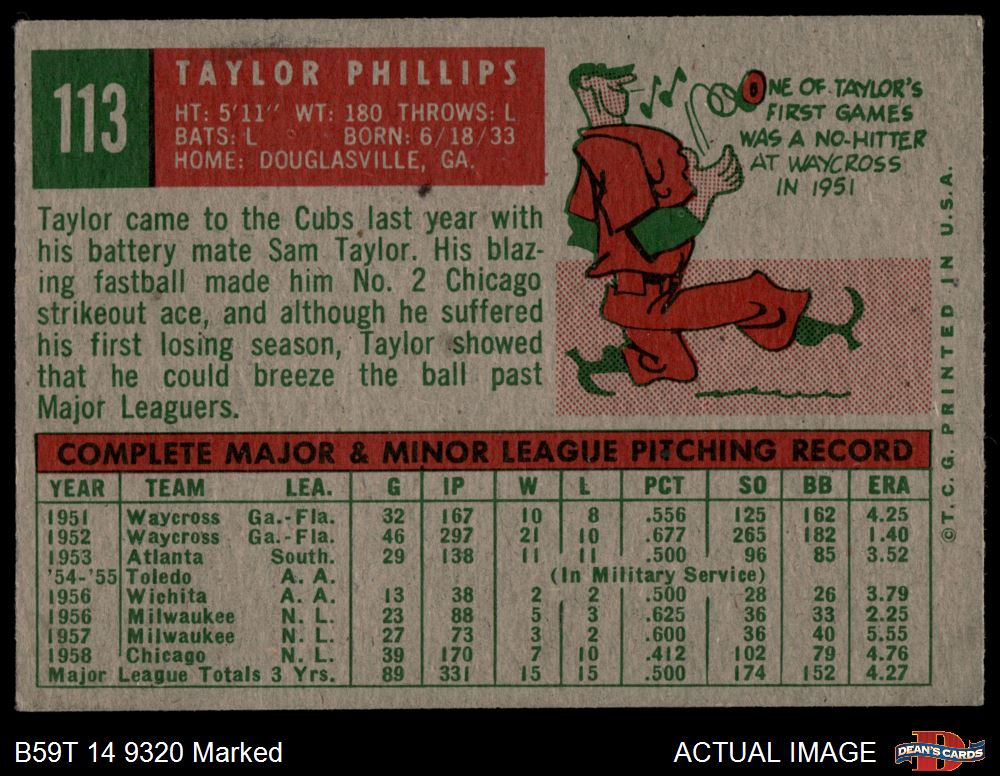 113
TAYLOR PHILLIPS
HT: 5'11" WT: 180 THROWS: L
BATS: L BORN: 6/18/33
HOME: DOUGLASVILLE, GA.
ONE OF TAYLOR'S
FIRST GAMES
WAS A NO-HITTER
AT WAYCROSS
IN 1951
Taylor came to the Cubs last year with
his battery mate Sam Taylor. His blaz-
ing fastball made him No. 2 Chicago
strikeout ace, and although he suffered
his first losing season, Taylor showed
that he could breeze the ball past
Major Leaguers.
COMPLETE MAJOR & MINOR LEAGUE PITCHING RECORD
YEAR TEAM LEA. G IP W L PCT SO BB ERA
1951 Waycross Ga.-Fla. 32 167 10 8 .556 125 162 4.25
1952 Waycross Ga.-Fla. 46 297 21 10 .677 265 182 1.40
1953 Atlanta South. 29 138 11 11 .500 96 85 3.52
'54-'55 Toledo A. A. (In Military Service)
1956 Wichita A. A. 13 38 2 2 .500 28 26 3.79
1956 Milwaukee N. L. 23 88 5 3 .625 36 33 2.25
1957 Milwaukee N. L. 27 73 3 2 .600 36 40 5.55
1958 Chicago N. L. 39 170 7 10 .412 102 79 4.76
Major League Totals 3 Yrs. 89 331 15 15 .500 174 152 4.27
©T. C. G. PRINTED IN U.S.A.
B59T 14 9320 Marked
ACTUAL IMAGE
D
DEAN'S CARDS